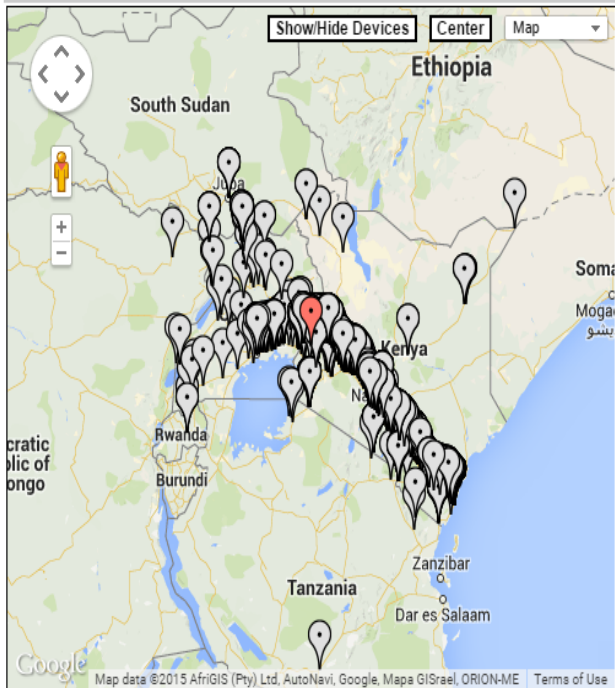 Show/Hide Devices Center Map
Ethiopia
South Sudan
Juba
Soma
Mogad
بشو
Kenya
Na
Rwanda
cratic
blic of
ongo
Burundi
Zanzibar
Tanzania
Dar es Salaam
Google
Map data ©2015 AfriGIS (Pty) Ltd, AutoNavi, Google, Mapa GISrael, ORION-ME Terms of Use